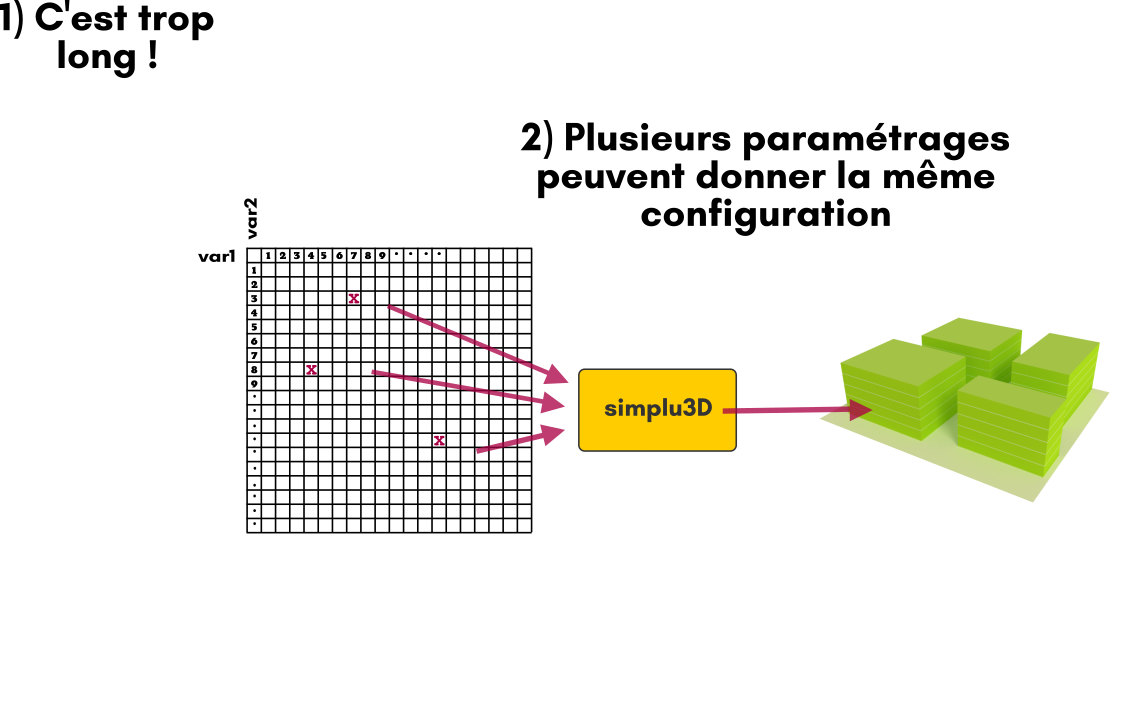 1) C'est trop
long !
2) Plusieurs paramétrages
peuvent donner la même
configuration
var2
var1
1 2 3 4 5 6 7 8 9 . . . .
1
2
3 X
4
5
6
7
8 X
9
.
.
.
. X
.
.
.
.
.
.
simplu3D